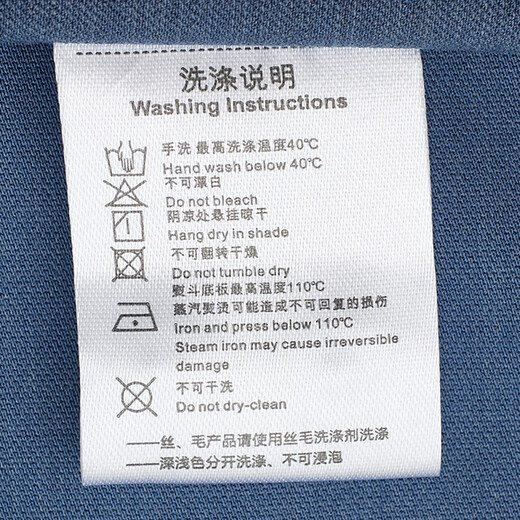 洗涤说明
Washing Instructions
手洗 最高洗涤温度40℃
Hand wash below 40℃
不可漂白
Do not bleach
阴凉处悬挂晾干
Hang dry in shade
不可翻转干燥
Do not tumble dry
熨斗底板最高温度110℃
蒸汽熨烫可能造成不可回复的损伤
Iron and press below 110℃
Steam iron may cause irreversible
damage
不可干洗
Do not dry-clean
——丝、毛产品请使用丝毛洗涤剂洗涤
——深浅色分开洗涤、不可浸泡